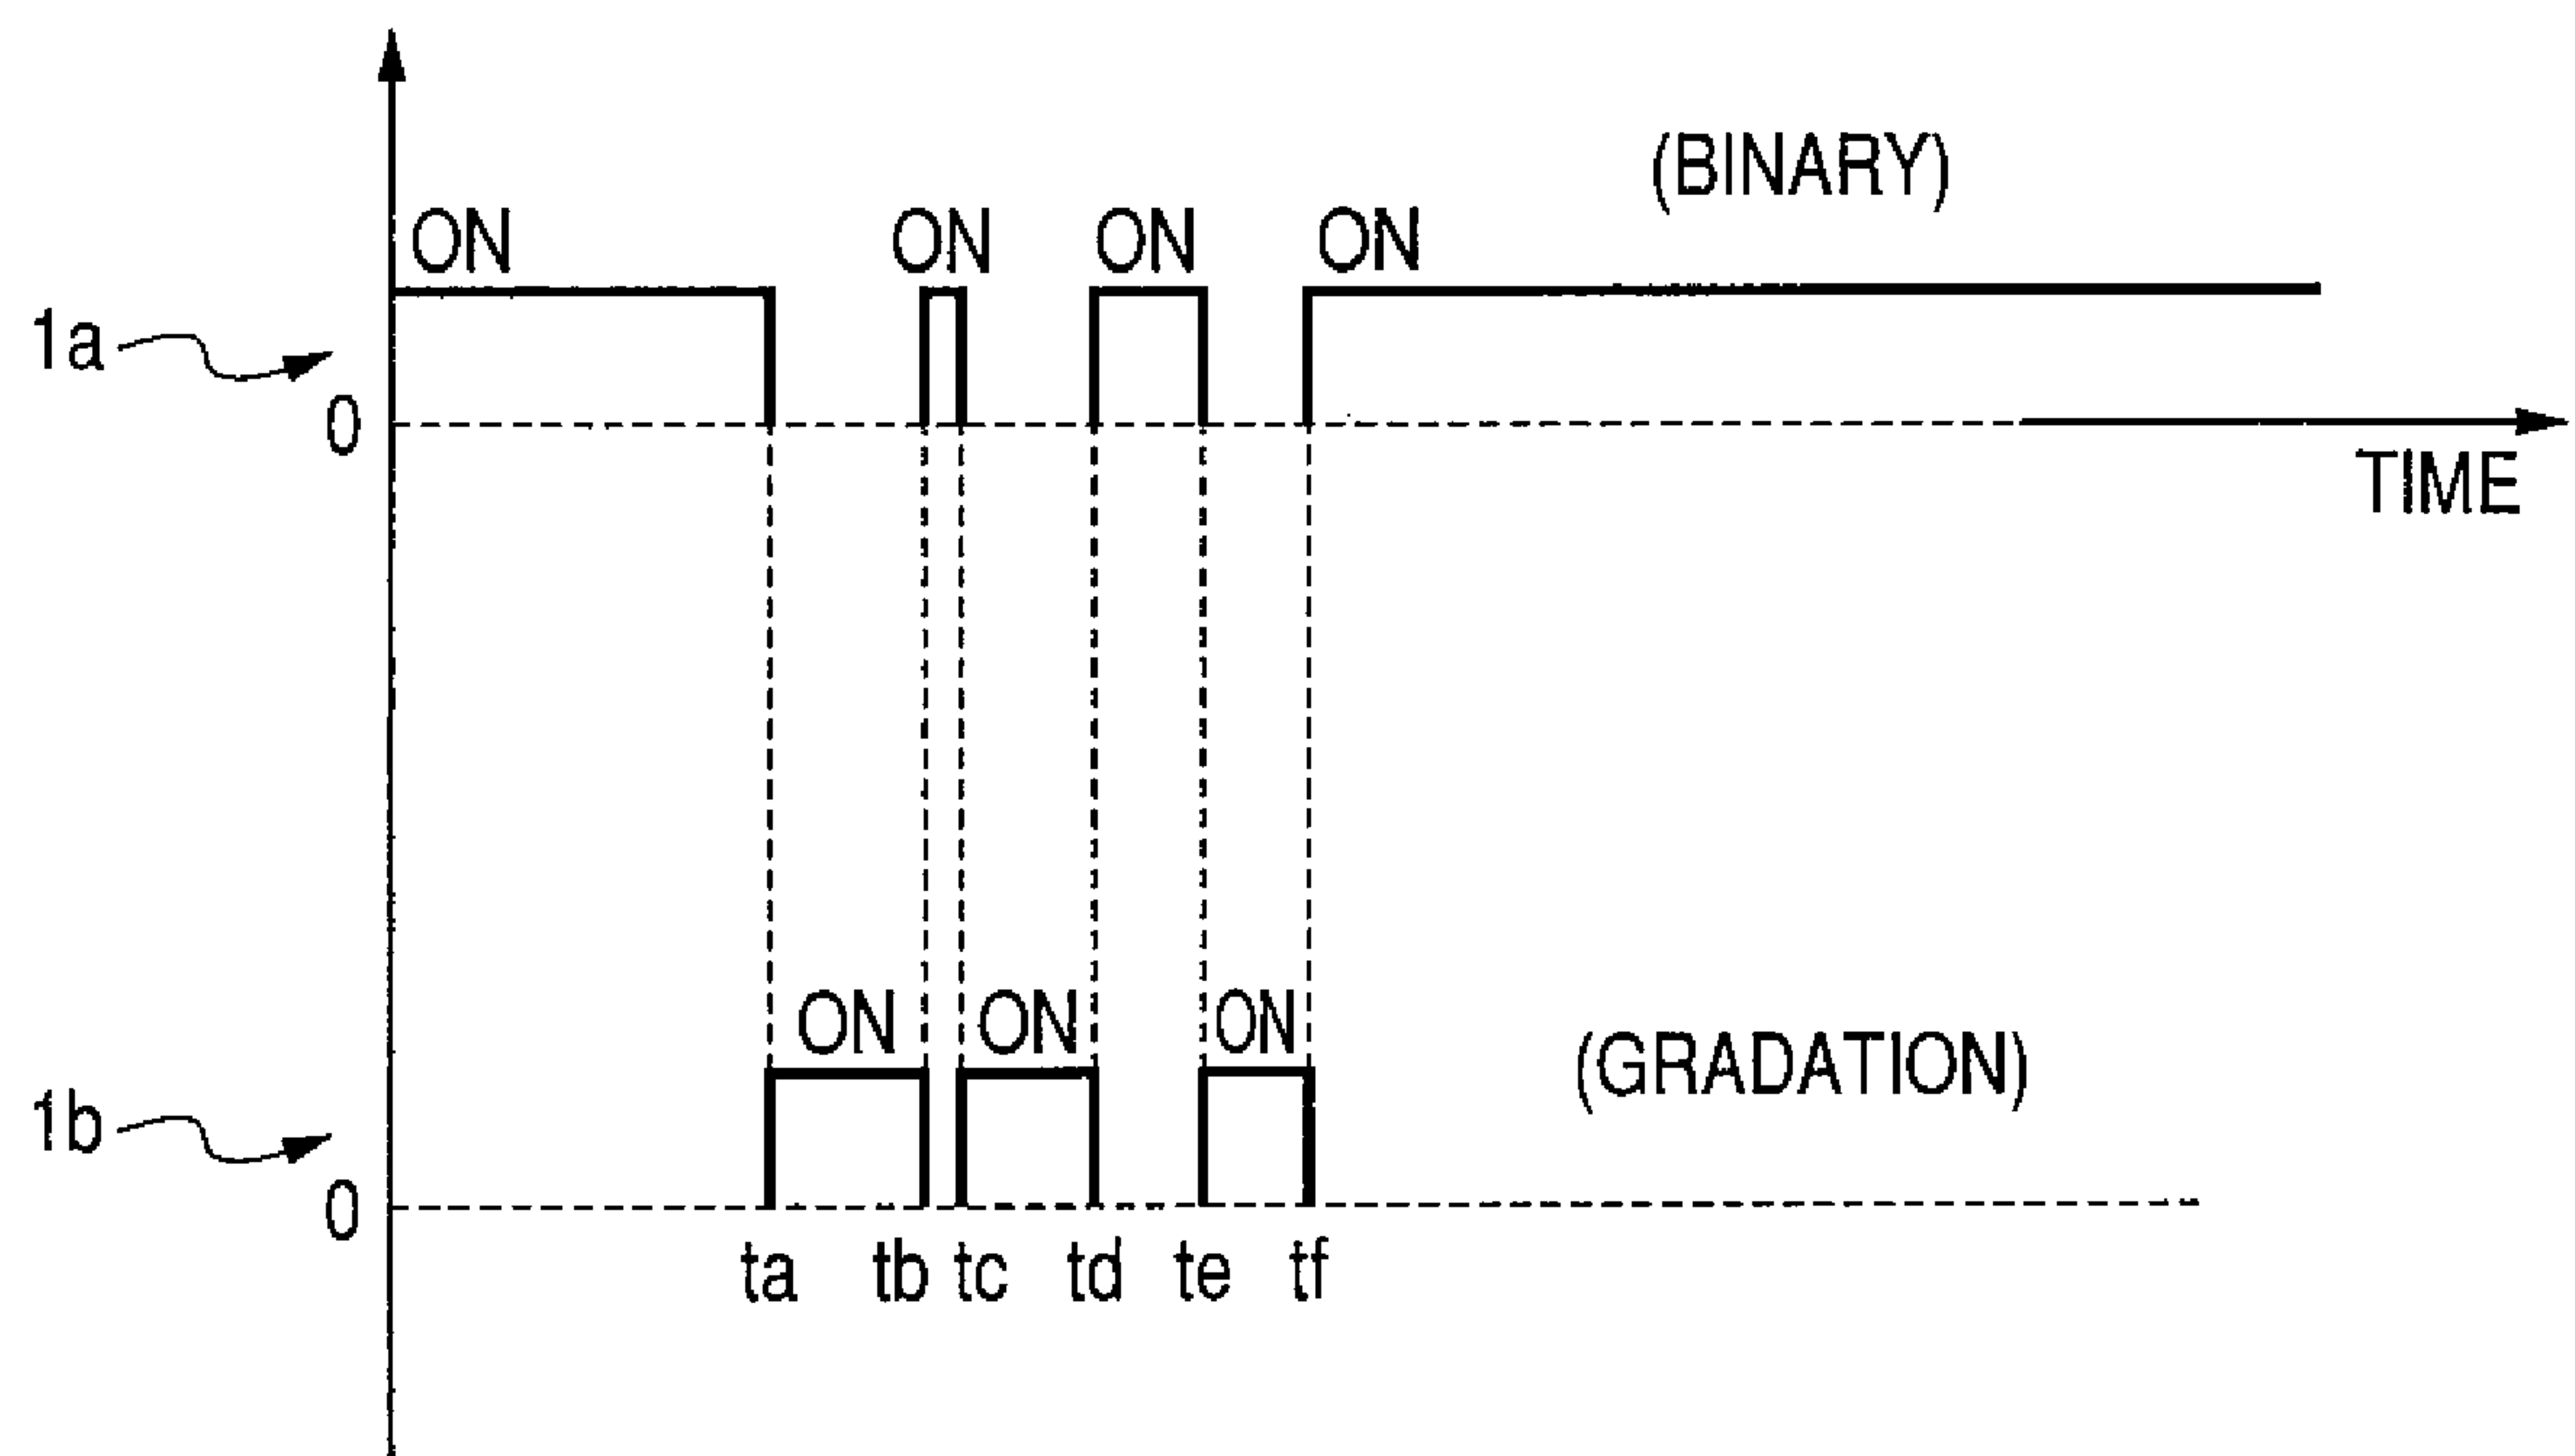 (BINARY)
ON ON ON ON
1a
0
TIME
ON ON ON
(GRADATION)
1b
0
ta tb tc td te tf